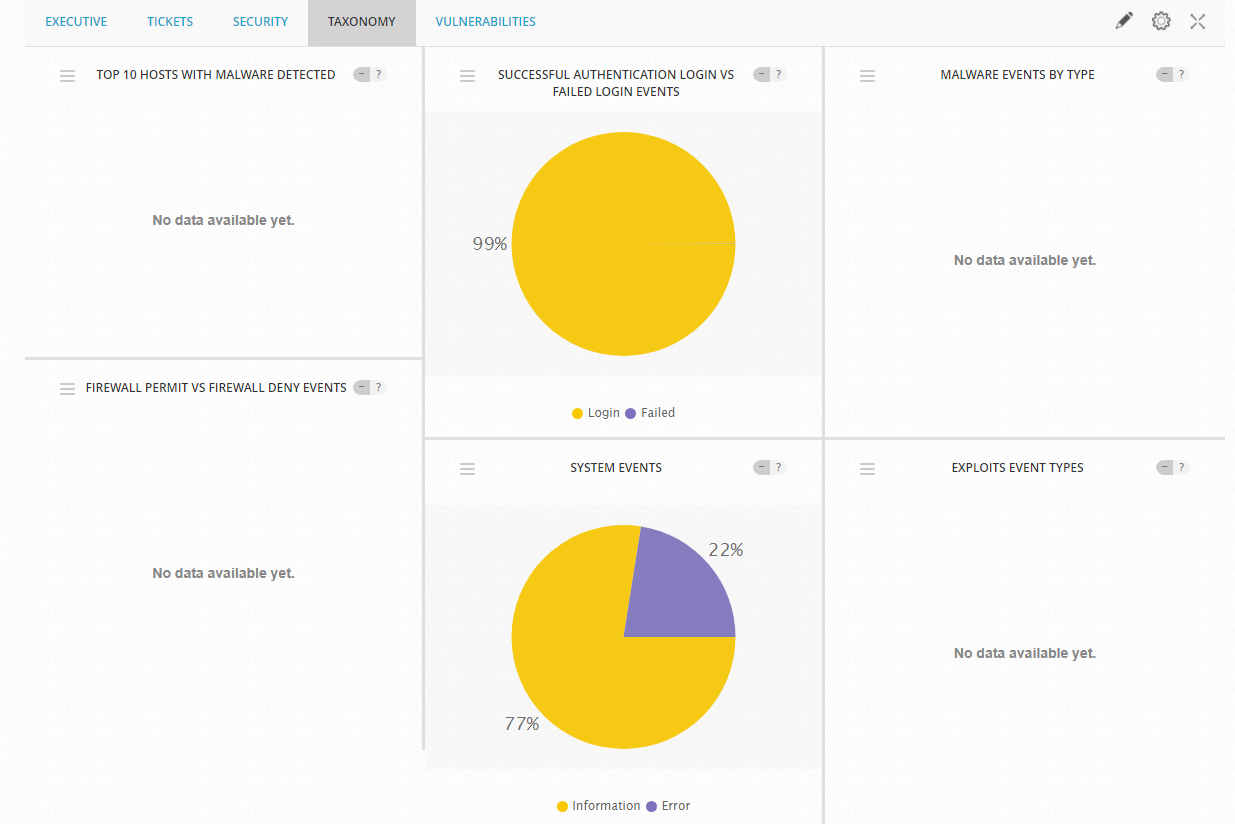 EXECUTIVE TICKETS SECURITY TAXONOMY VULNERABILITIES
TOP 10 HOSTS WITH MALWARE DETECTED − ?
No data available yet.
FIREWALL PERMIT VS FIREWALL DENY EVENTS − ?
No data available yet.
SUCCESSFUL AUTHENTICATION LOGIN VS − ?
FAILED LOGIN EVENTS
99%
Login Failed
SYSTEM EVENTS − ?
22%
77%
Information Error
MALWARE EVENTS BY TYPE − ?
No data available yet.
EXPLOITS EVENT TYPES − ?
No data available yet.